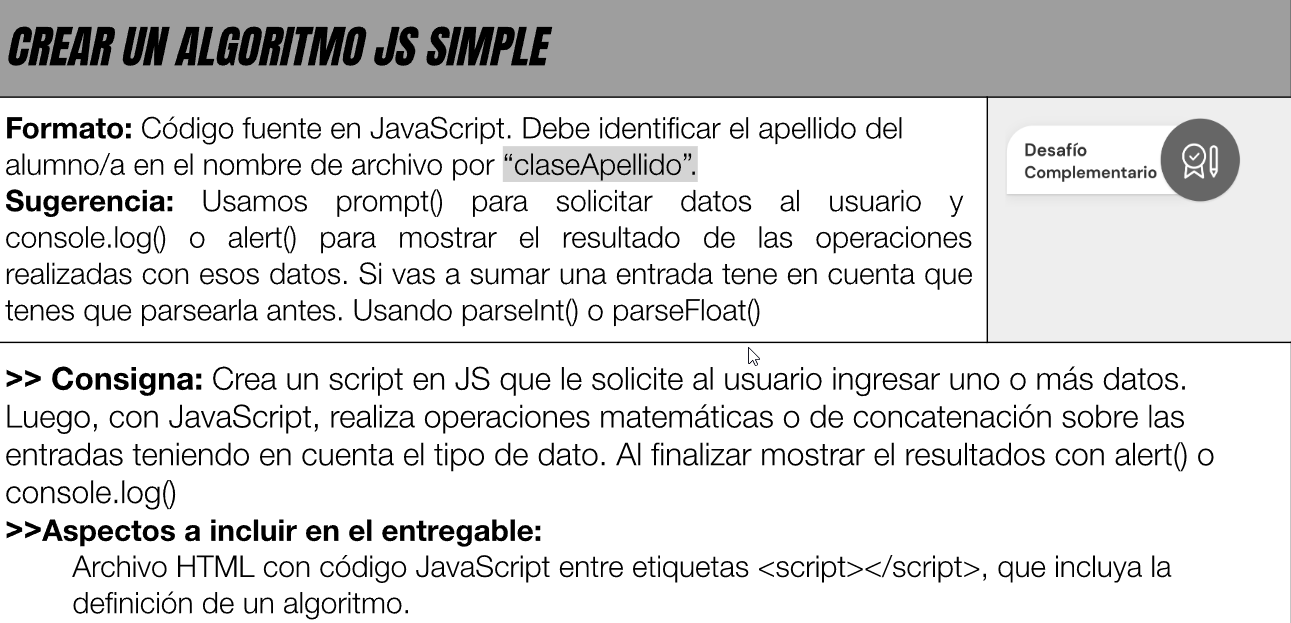 CREAR UN ALGORITMO JS SIMPLE
Formato: Código fuente en JavaScript. Debe identificar el apellido del
alumno/a en el nombre de archivo por “claseApellido”.
Sugerencia: Usamos prompt() para solicitar datos al usuario y
console.log() o alert() para mostrar el resultado de las operaciones
realizadas con esos datos. Si vas a sumar una entrada tene en cuenta que
tenes que parsearla antes. Usando parseInt() o parseFloat()
Desafío
Complementario
>> Consigna: Crea un script en JS que le solicite al usuario ingresar uno o más datos.
Luego, con JavaScript, realiza operaciones matemáticas o de concatenación sobre las
entradas teniendo en cuenta el tipo de dato. Al finalizar mostrar el resultados con alert() o
console.log()
>>Aspectos a incluir en el entregable:
Archivo HTML con código JavaScript entre etiquetas <script></script>, que incluya la
definición de un algoritmo.